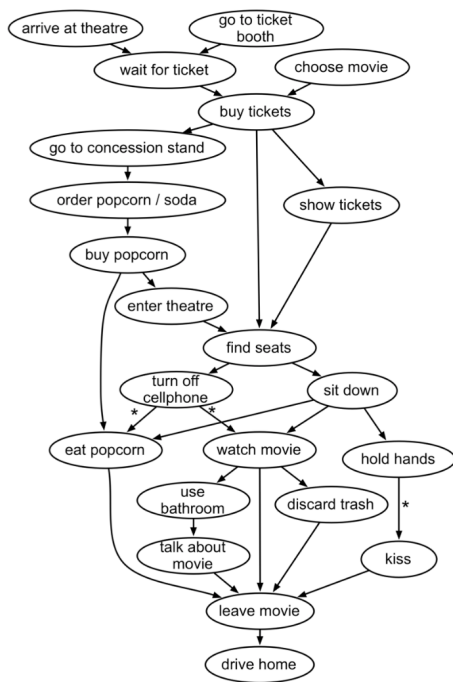 arrive at theatre
go to ticket
booth
wait for ticket
choose movie
buy tickets
go to concession stand
order popcorn / soda
show tickets
buy popcorn
enter theatre
find seats
turn off
cellphone
sit down
*
*
eat popcorn
watch movie
hold hands
use
bathroom
discard trash
*
talk about
movie
kiss
leave movie
drive home